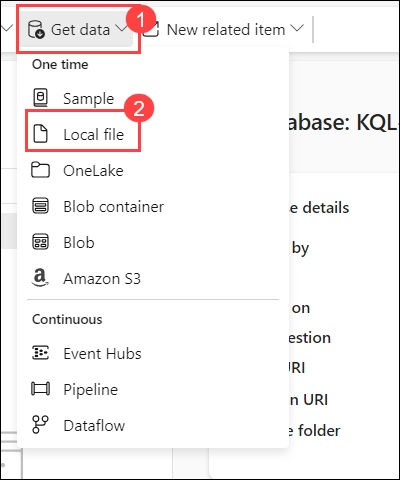 Get data
1
New related item
One time
Sample
2
Local file
abase: KQL
OneLake
Blob container
e details
Blob
by
Amazon S3
on
Continuous
estion
Event Hubs
URI
Pipeline
n URI
Dataflow
e folder